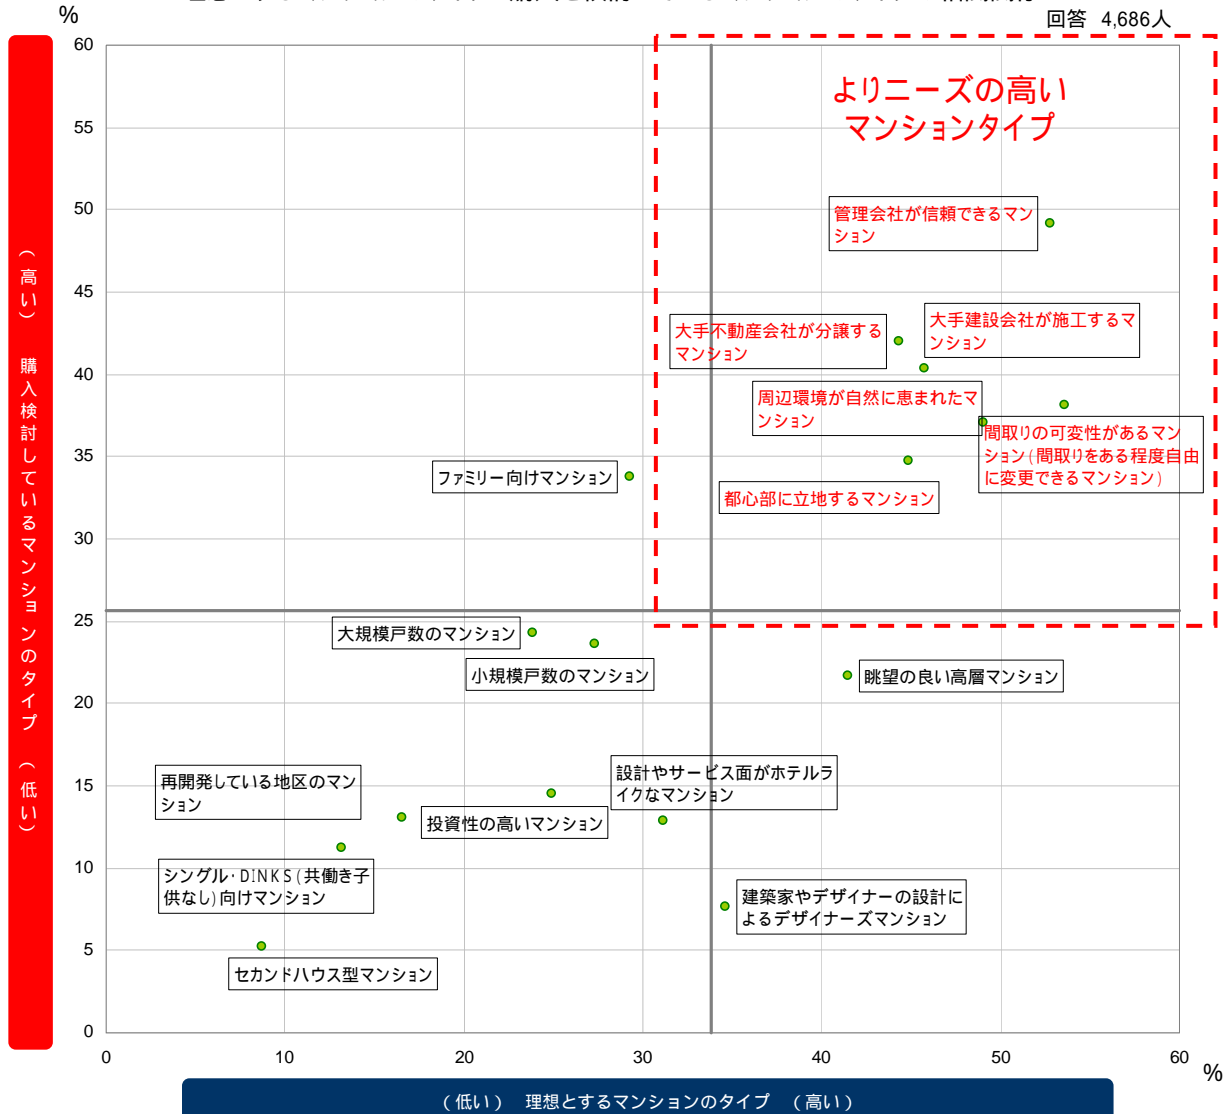 %
回答 4,686人
60
55
50
45
40
35
30
25
20
15
10
5
0
0
10
20
30
40
50
60
%
(高い) 購入検討しているマンションのタイプ (低い)
よりニーズの高い
マンションタイプ
管理会社が信頼できるマン
ション
大手不動産会社が分譲する
マンション
大手建設会社が施工するマ
ンション
周辺環境が自然に恵まれたマ
ンション
間取りの可変性があるマン
ション(間取りをある程度自由
に変更できるマンション)
都心部に立地するマンション
ファミリー向けマンション
大規模戸数のマンション
小規模戸数のマンション
眺望の良い高層マンション
再開発している地区のマン
ション
投資性の高いマンション
設計やサービス面がホテルラ
イクなマンション
シングル・DINKS(共働き子
供なし)向けマンション
建築家やデザイナーの設計に
よるデザイナーズマンション
セカンドハウス型マンション
(低い) 理想とするマンションのタイプ (高い)